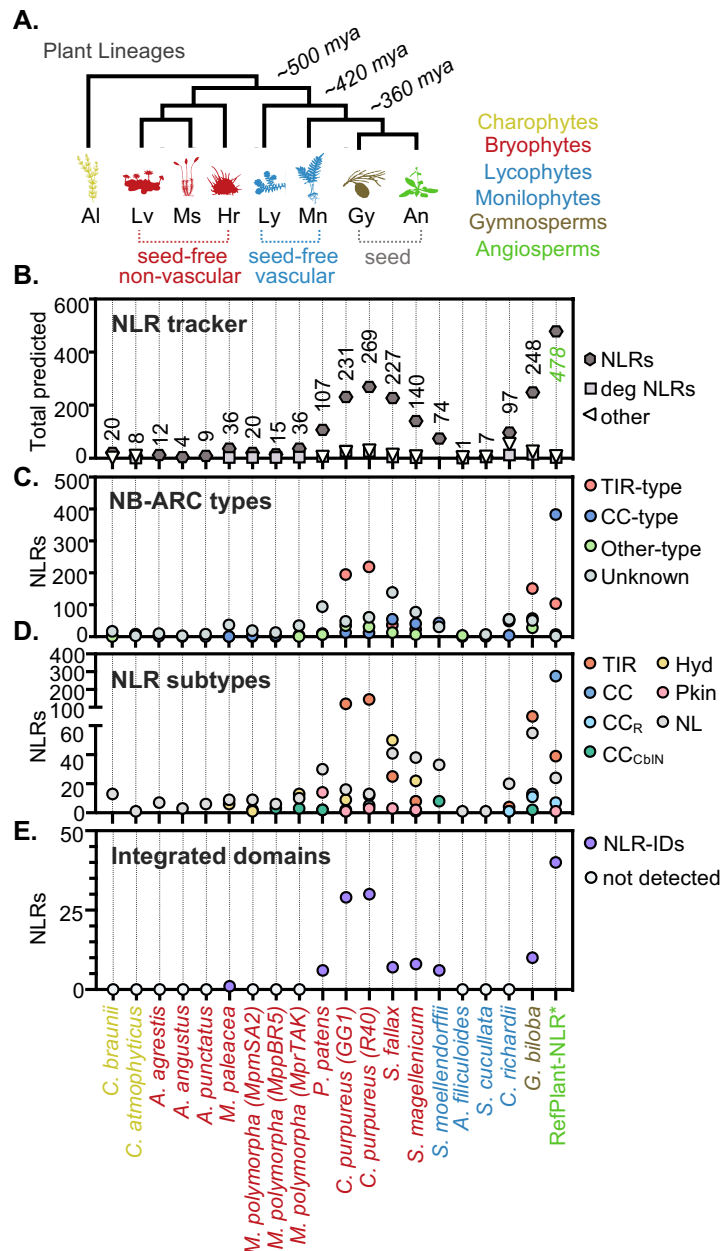 A.
Plant Lineages
~500 mya
~420 mya
~360 mya
Al
Lv
Ms
Hr
Ly
Mn
Gy
An
seed-free
non-vascular
seed-free
vascular
seed
Charophytes
Bryophytes
Lycophytes
Monilophytes
Gymnosperms
Angiosperms
B.
NLR tracker
Total predicted
600
400
200
0
20
8
12
4
9
36
20
15
36
107
231
269
227
140
74
1
7
97
248
478
NLRs
deg NLRs
other
C.
NB-ARC types
NLRs
500
400
300
200
100
0
TIR-type
CC-type
Other-type
Unknown
D.
NLR subtypes
NLRs
400
300
200
100
60
40
20
0
TIR
CC
CCR
CCCbIN
Hyd
Pkin
NL
E.
Integrated domains
NLRs
50
25
0
NLR-IDs
not detected
C. braunii
C. atmophyticus
A. agrestis
A. angustus
A. punctatus
M. paleacea
M. polymorpha (MpmSA2)
M. polymorpha (MppBR5)
M. polymorpha (MprTAK)
P. patens
C. purpureus (GG1)
C. purpureus (R40)
S. fallax
S. magellenicum
S. moellendorffii
A. filiculoides
S. cucullata
C. richardii
G. biloba
RefPlant-NLR*